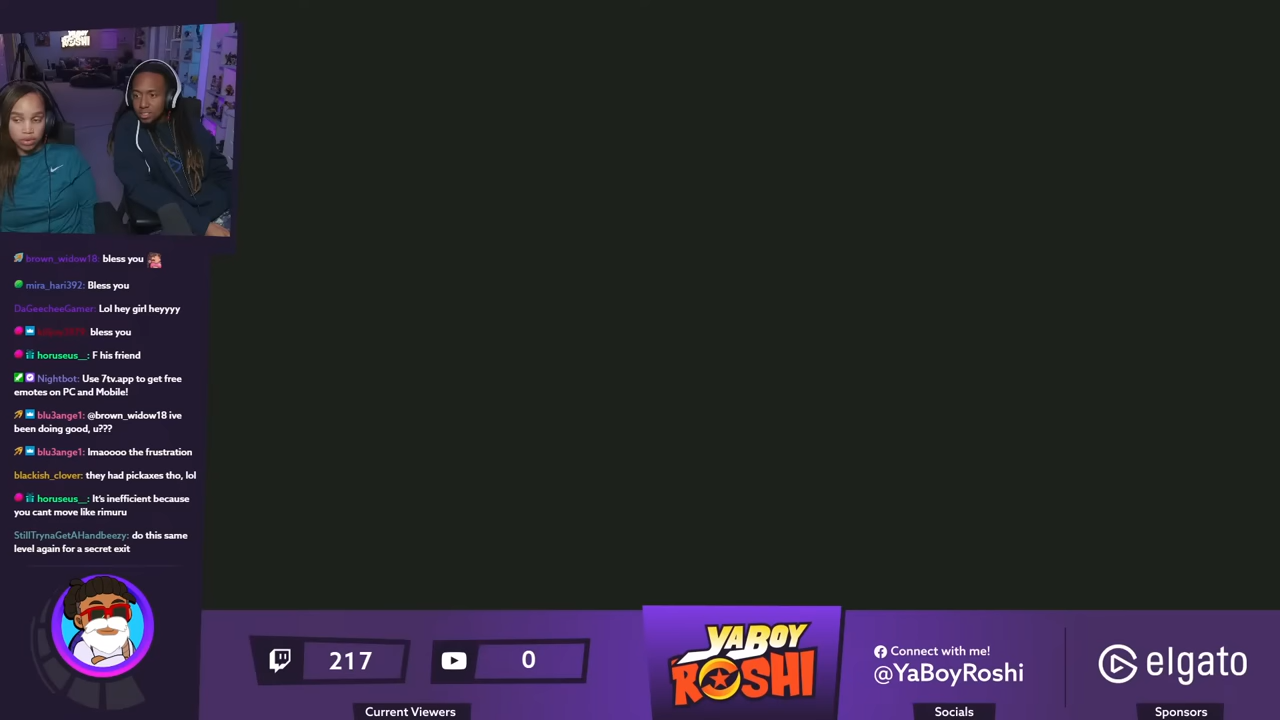 YABOY
ROSHI
brown_widow18: bless you
mira_hari392: Bless you
DaGeecheeGamer: Lol hey girl heyyyy
bless you
horuseus__: F his friend
Nightbot: Use 7tv.app to get free
emotes on PC and Mobile!
blu3ange1: @brown_widow18 ive
been doing good, u???
blu3ange1: lmaoooo the frustration
blackish_clover: they had pickaxes tho, lol
horuseus__: It's inefficient because
you cant move like rimuru
StillTrynaGetAHandbeezy: do this same
level again for a secret exit
217
0
Current Viewers
YABOY
ROSHI
Connect with me!
@YaBoyRoshi
Socials
elgato
Sponsors